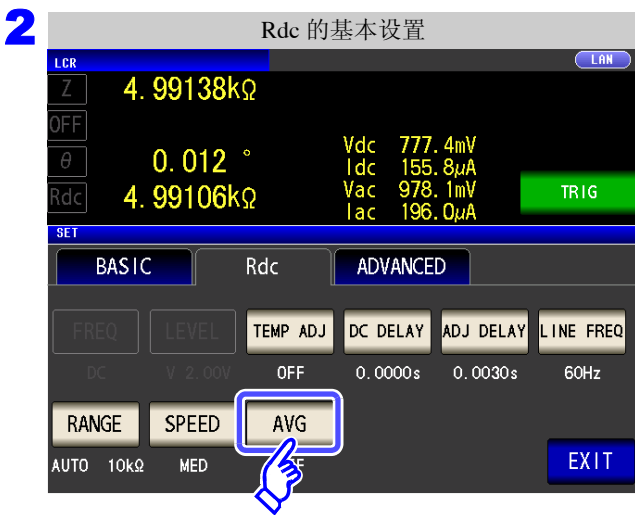 2
Rdc 的基本设置
LCR
LAN
Z 4.99138kΩ
OFF
θ 0.012 °
Rdc 4.99106kΩ
Vdc 777.4mV
Idc 155.8µA
Vac 978.1mV
Iac 196.0µA
TRIG
SET
BASIC Rdc ADVANCED
FREQ LEVEL TEMP ADJ DC DELAY ADJ DELAY LINE FREQ
DC V 2.00V OFF 0.0000s 0.0030s 60Hz
RANGE SPEED AVG
AUTO 10kΩ MED
EXIT